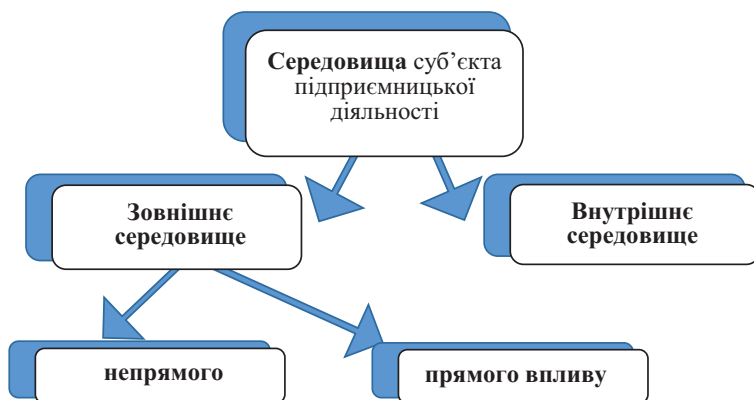 Середовища суб’єкта
підприємницької
діяльності
Зовнішнє
середовище
Внутрішнє
середовище
непрямого
прямого впливу